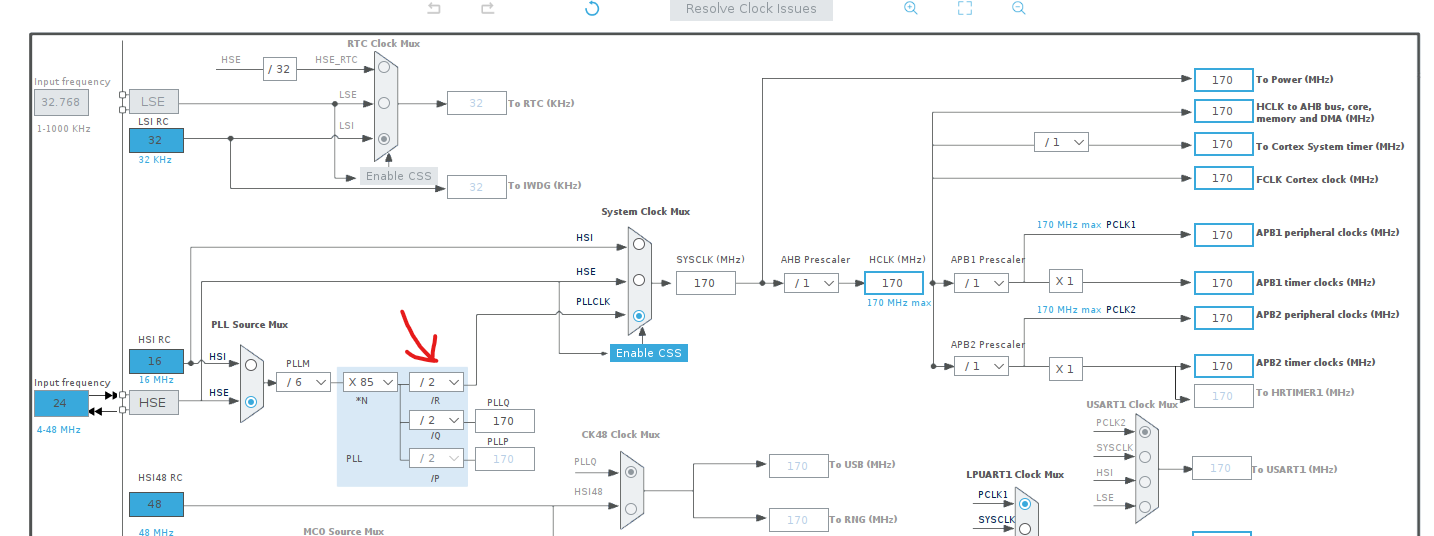 Resolve Clock Issues
RTC Clock Mux
HSE
/ 32
HSE_RTC
Input frequency
32.768
1-1000 KHz
LSE
LSE
32
To RTC (KHz)
LSI RC
32
32 KHz
LSI
Enable CSS
32
To IWDG (KHz)
170
To Power (MHz)
170
HCLK to AHB bus, core,
memory and DMA (MHz)
/ 1
170
To Cortex System timer (MHz)
170
FCLK Cortex clock (MHz)
System Clock Mux
HSI
HSE
PLLCLK
Enable CSS
SYSCLK (MHz)
170
AHB Prescaler
/ 1
HCLK (MHz)
170
170 MHz max
APB1 Prescaler
/ 1
170 MHz max PCLK1
170
APB1 peripheral clocks (MHz)
X 1
170
APB1 timer clocks (MHz)
170 MHz max PCLK2
170
APB2 peripheral clocks (MHz)
APB2 Prescaler
/ 1
X 1
170
APB2 timer clocks (MHz)
170
To HRTIMER1 (MHz)
PLL Source Mux
HSI RC
16
16 MHz
HSI
HSE
Input frequency
24
4-48 MHz
HSE
PLLM
/ 6
X 85
*N
/ 2
/R
/ 2
/Q
PLLQ
170
PLL
/ 2
/P
PLLP
170
CK48 Clock Mux
PLLQ
HSI48
170
To USB (MHz)
170
To RNG (MHz)
HSI48 RC
48
48 MHz
MCO Source Mux
USART1 Clock Mux
PCLK2
SYSCLK
HSI
LSE
170
To USART1 (MHz)
LPUART1 Clock Mux
PCLK1
SYSCLK